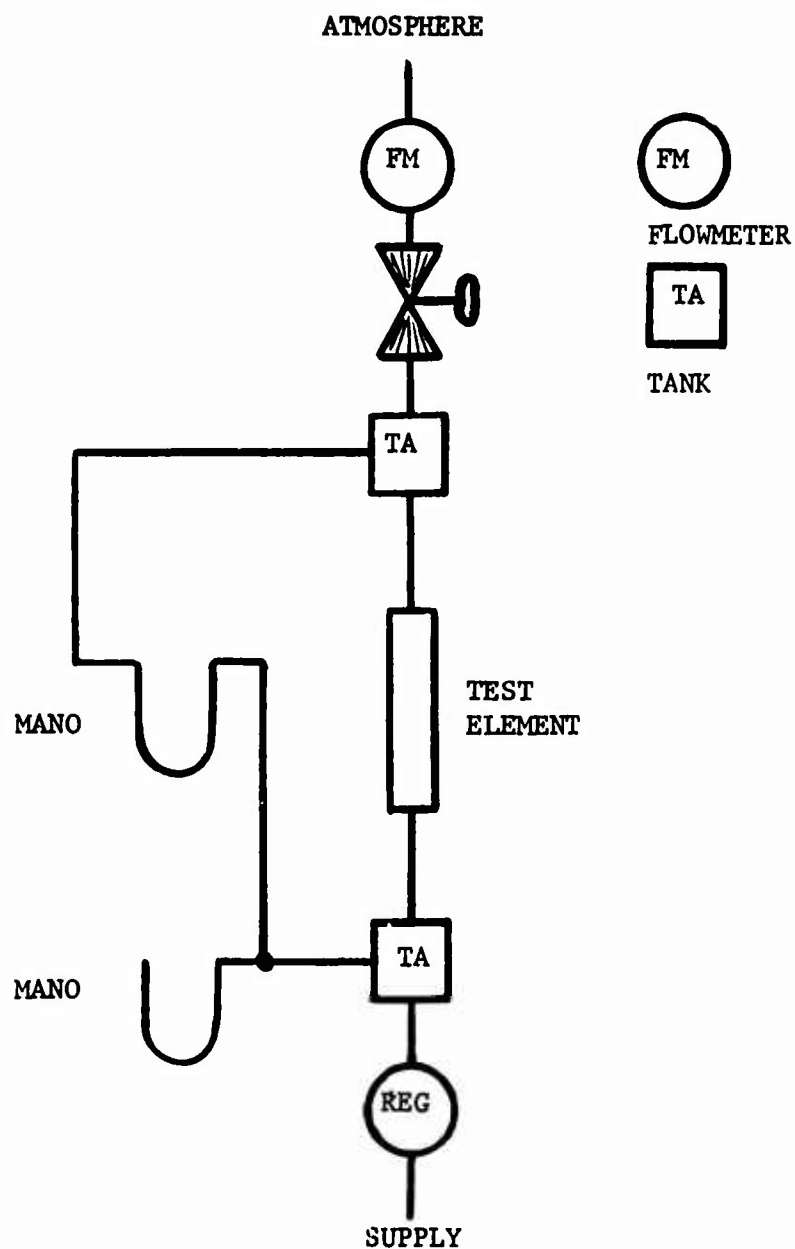 ATMOSPHERE
FM
FM
FLOWMETER
TA
TANK
TA
TEST
ELEMENT
MANO
TA
MANO
REG
SUPPLY